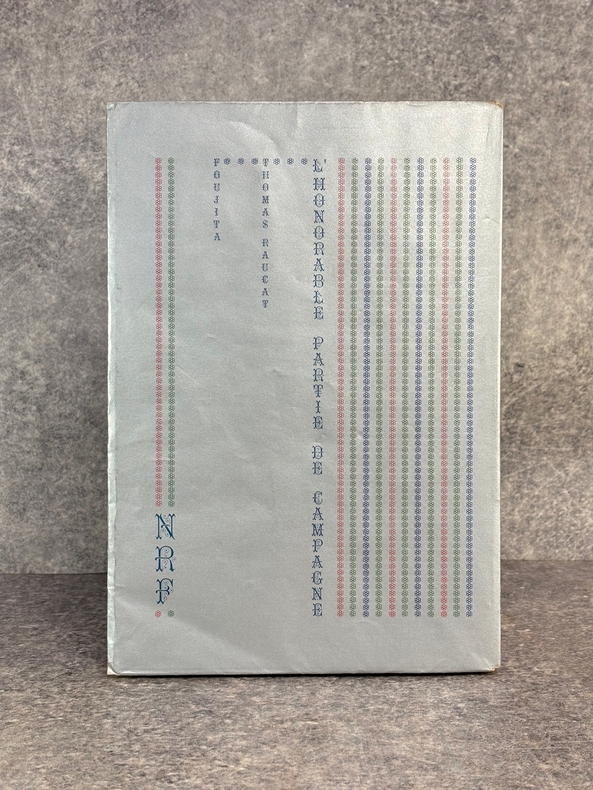 L'HONORABLE PARTIE DE CAMPAGNE
THOMAS RAUCAT
FOUJITA
NRF